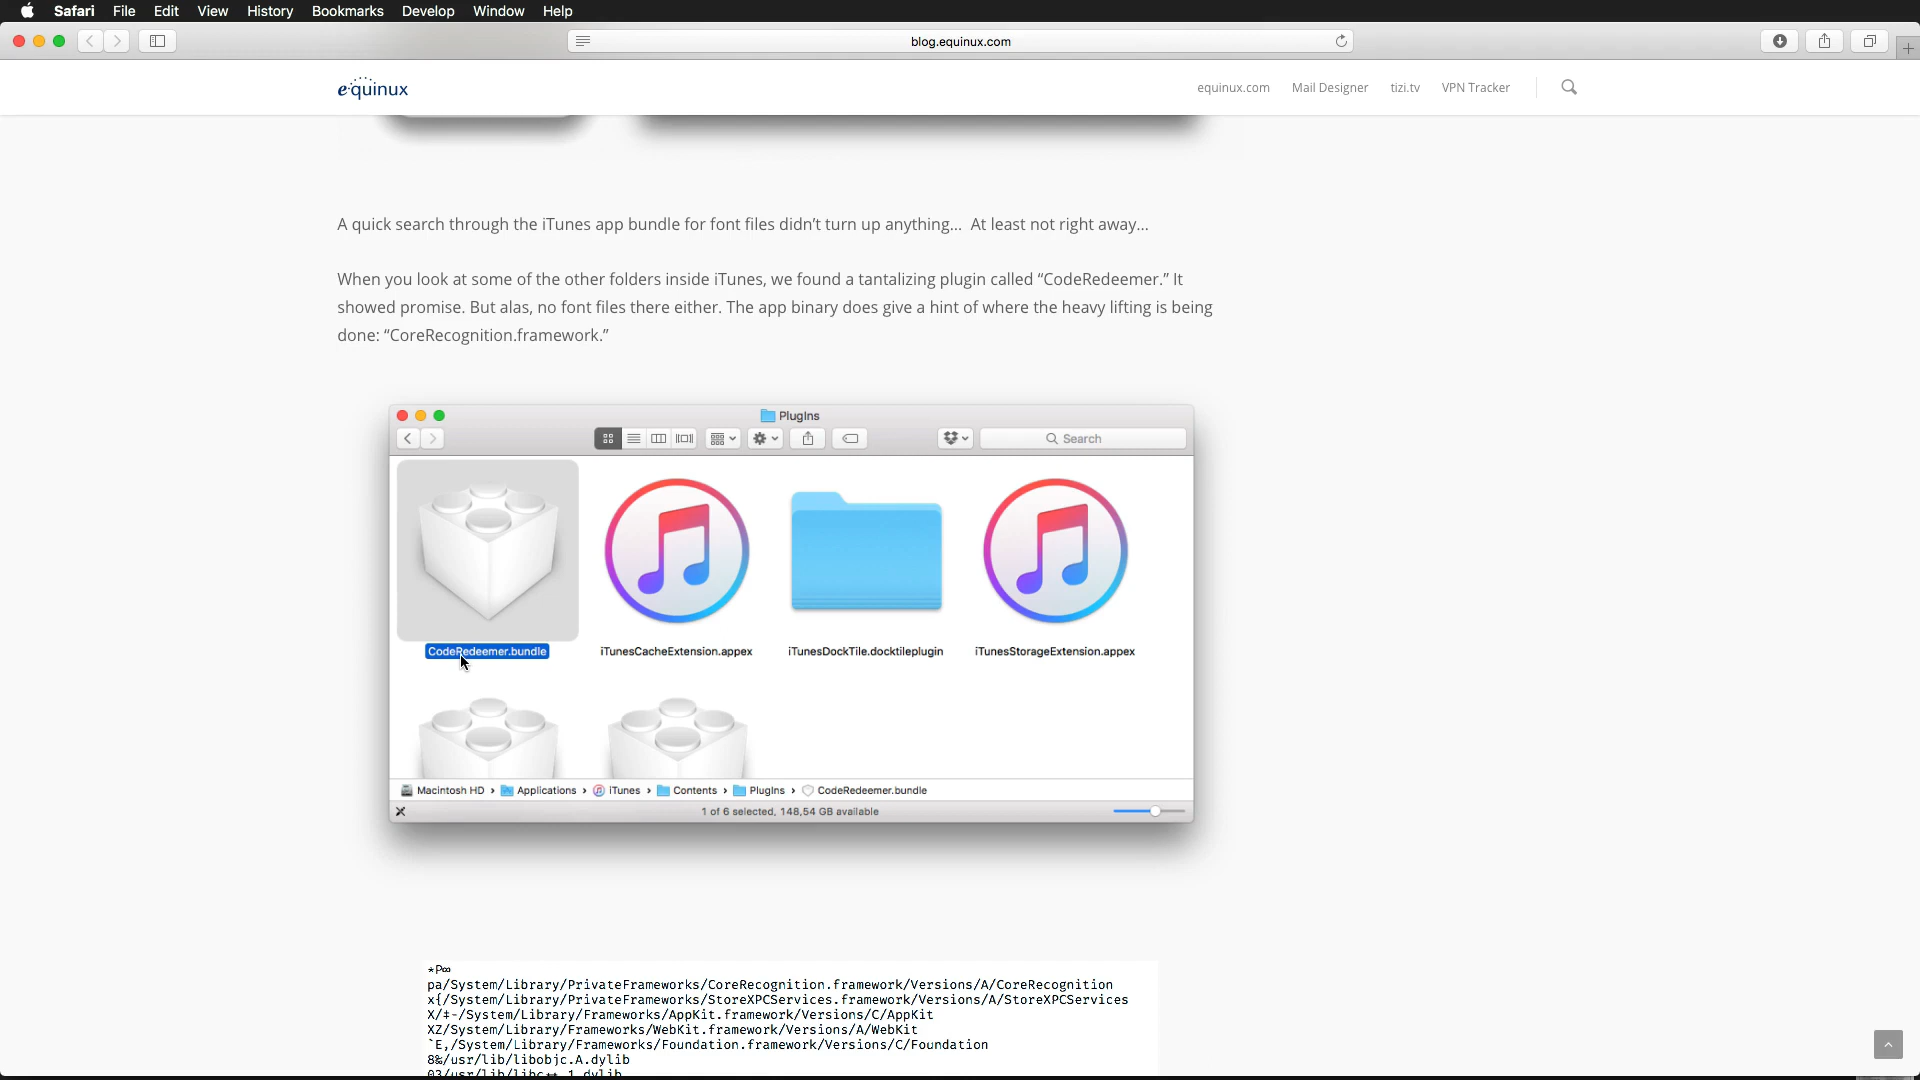 Safari File Edit View History Bookmarks Develop Window Help
blog.equinux.com
equinux
equinux.com Mail Designer tizi.tv VPN Tracker
A quick search through the iTunes app bundle for font files didn’t turn up anything… At least not right away…
When you look at some of the other folders inside iTunes, we found a tantalizing plugin called “CodeRedeemer.” It
showed promise. But alas, no font files there either. The app binary does give a hint of where the heavy lifting is being
done: “CoreRecognition.framework.”
PlugIns
Search
CodeRedeemer.bundle iTunesCacheExtension.appex iTunesDockTile.docktileplugin iTunesStorageExtension.appex
Macintosh HD › Applications › iTunes › Contents › PlugIns › CodeRedeemer.bundle
1 of 6 selected, 148,54 GB available
*P∞
pa/System/Library/PrivateFrameworks/CoreRecognition.framework/Versions/A/CoreRecognition
x{/System/Library/PrivateFrameworks/StoreXPCServices.framework/Versions/A/StoreXPCServices
X/‡-/System/Library/Frameworks/AppKit.framework/Versions/C/AppKit
XZ/System/Library/Frameworks/WebKit.framework/Versions/A/WebKit
`E,/System/Library/Frameworks/Foundation.framework/Versions/C/Foundation
8‰/usr/lib/libobjc.A.dylib
03/usr/lib/libc++.1.dylib